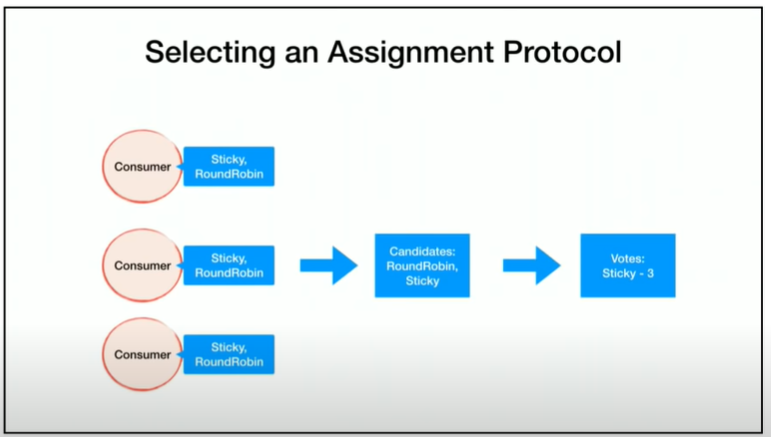 Selecting an Assignment Protocol
Consumer
Sticky,
RoundRobin
Consumer
Sticky,
RoundRobin
Candidates:
RoundRobin,
Sticky
Votes:
Sticky - 3
Consumer
Sticky,
RoundRobin